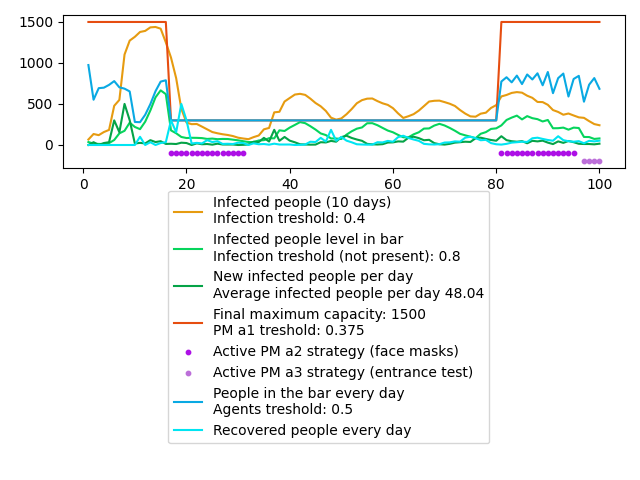 1500
1000
500
0
0 20 40 60 80 100
Infected people (10 days)
Infection treshold: 0.4
Infected people level in bar
Infection treshold (not present): 0.8
New infected people per day
Average infected people per day 48.04
Final maximum capacity: 1500
PM a1 treshold: 0.375
Active PM a2 strategy (face masks)
Active PM a3 strategy (entrance test)
People in the bar every day
Agents treshold: 0.5
Recovered people every day